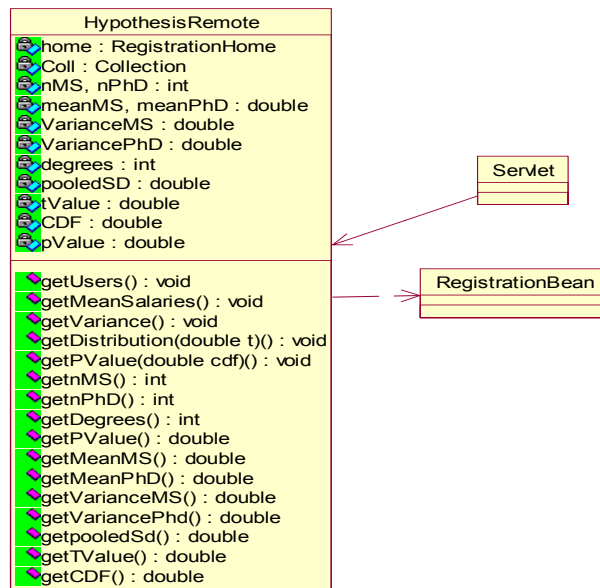 HypothesisRemote
home : RegistrationHome
Coll : Collection
nMS, nPhD : int
meanMS, meanPhD : double
VarianceMS : double
VariancePhD : double
degrees : int
pooledSD : double
tValue : double
CDF : double
pValue : double
getUsers() : void
getMeanSalaries() : void
getVariance() : void
getDistribution(double t)() : void
getPValue(double cdf)() : void
getnMS() : int
getnPhD() : int
getDegrees() : int
getPValue() : double
getMeanMS() : double
getMeanPhD() : double
getVarianceMS() : double
getVariancePhd() : double
getpooledSd() : double
getTValue() : double
getCDF() : double
Servlet
RegistrationBean